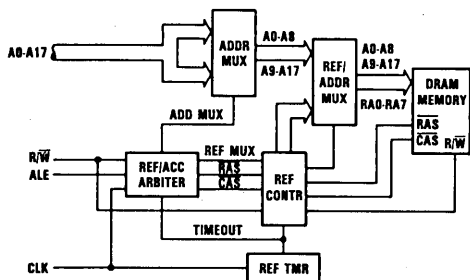 A0-A17
ADDR
MUX
A0-A8
A9-A17
REF/
ADDR
MUX
A0-A8
A9-A17
RA0-RA7
DRAM
MEMORY
RAS
CAS
R/W
ADD MUX
R/W
ALE
REF/ACC
ARBITER
REF MUX
RAS
CAS
REF
CONTR
TIMEOUT
CLK
REF TMR